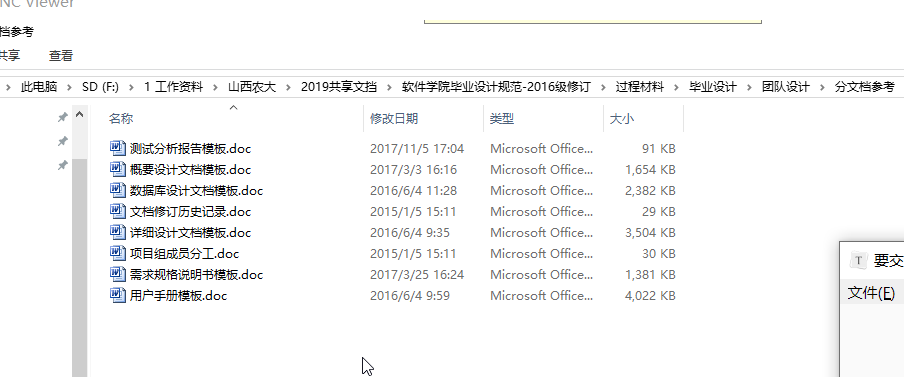 NC Viewer
档参考
共享 查看
此电脑 > SD (F:) > 1 工作资料 > 山西农大 > 2019共享文挡 > 软件学院毕业设计规范-2016级修订 > 过程材料 > 毕业设计 > 团队设计 > 分文档参考
名称 修改日期 类型 大小
测试分析报告模板.doc 2017/11/5 17:04 Microsoft Office... 91 KB
概要设计文档模板.doc 2017/3/3 16:16 Microsoft Office... 1,654 KB
数据库设计文档模板.doc 2016/6/4 11:28 Microsoft Office... 2,382 KB
文档修订历史记录.doc 2015/1/5 15:11 Microsoft Office... 29 KB
详细设计文档模板.doc 2016/6/4 9:35 Microsoft Office... 3,504 KB
项目组成员分工.doc 2015/1/5 15:11 Microsoft Office... 30 KB
需求规格说明书模板.doc 2017/3/25 16:24 Microsoft Office... 1,381 KB
用户手册模板.doc 2016/6/4 9:59 Microsoft Office... 4,022 KB
T 要交
文件(F)